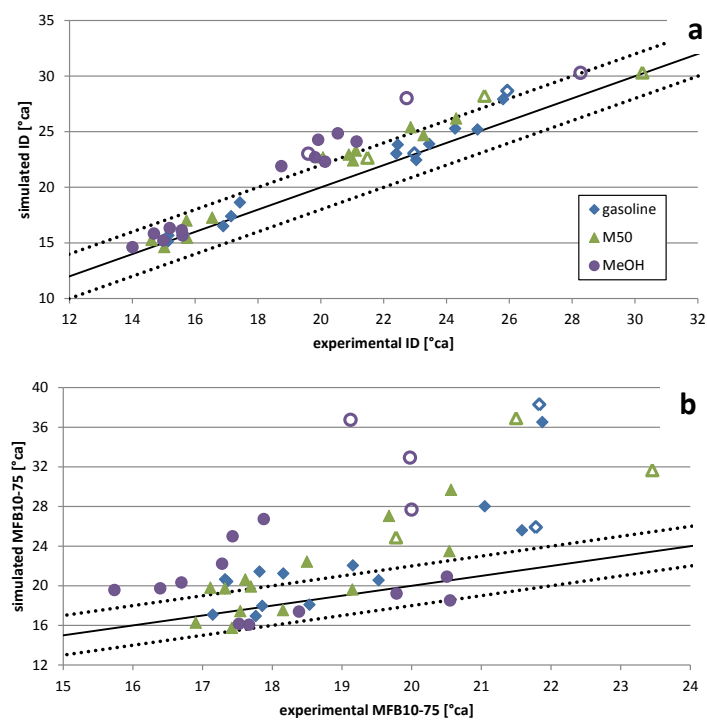 a
35
30
25
20
15
10
simulated ID [°ca]
gasoline
M50
MeOH
12 14 16 18 20 22 24 26 28 30 32
experimental ID [°ca]
b
40
36
32
28
24
20
16
12
simulated MFB10-75 [°ca]
15 16 17 18 19 20 21 22 23 24
experimental MFB10-75 [°ca]